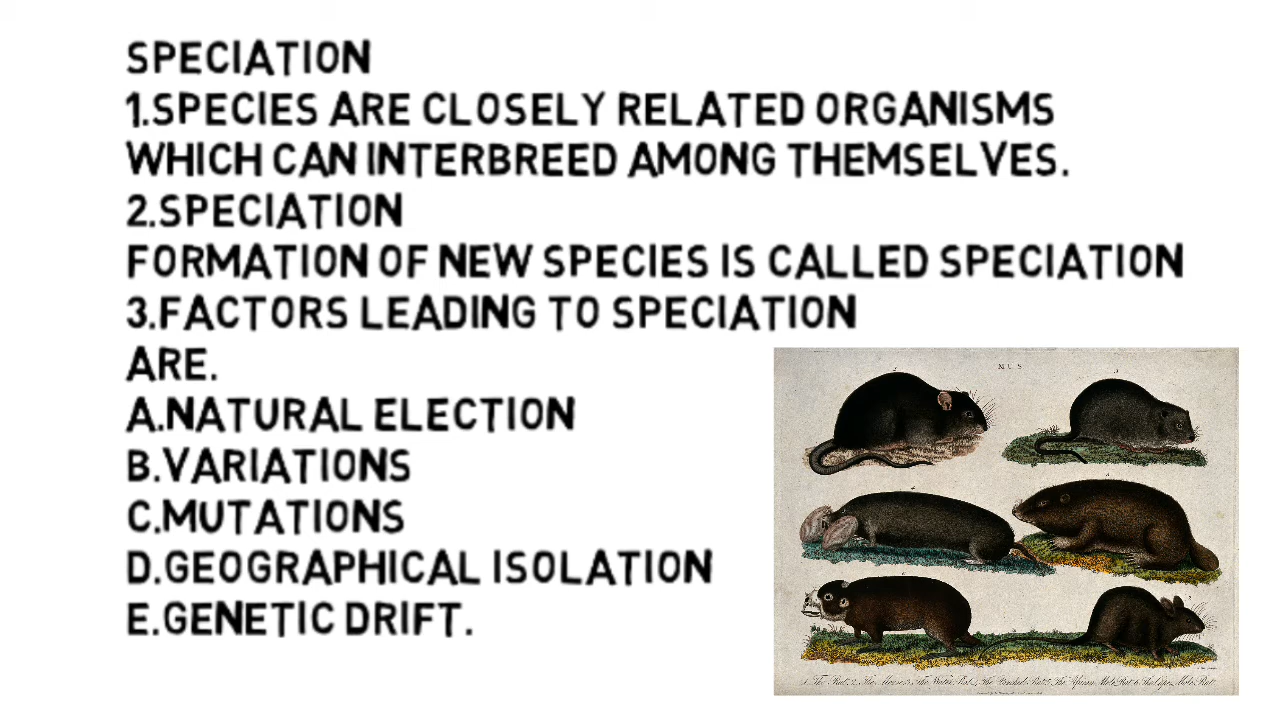 SPECIATION
1.SPECIES ARE CLOSELY RELATED ORGANISMS
WHICH CAN INTERBREED AMONG THEMSELVES.
2.SPECIATION
FORMATION OF NEW SPECIES IS CALLED SPECIATION
3.FACTORS LEADING TO SPECIATION
ARE.
A.NATURAL ELECTION
B.VARIATIONS
C.MUTATIONS
D.GEOGRAPHICAL ISOLATION
E.GENETIC DRIFT.
MUS